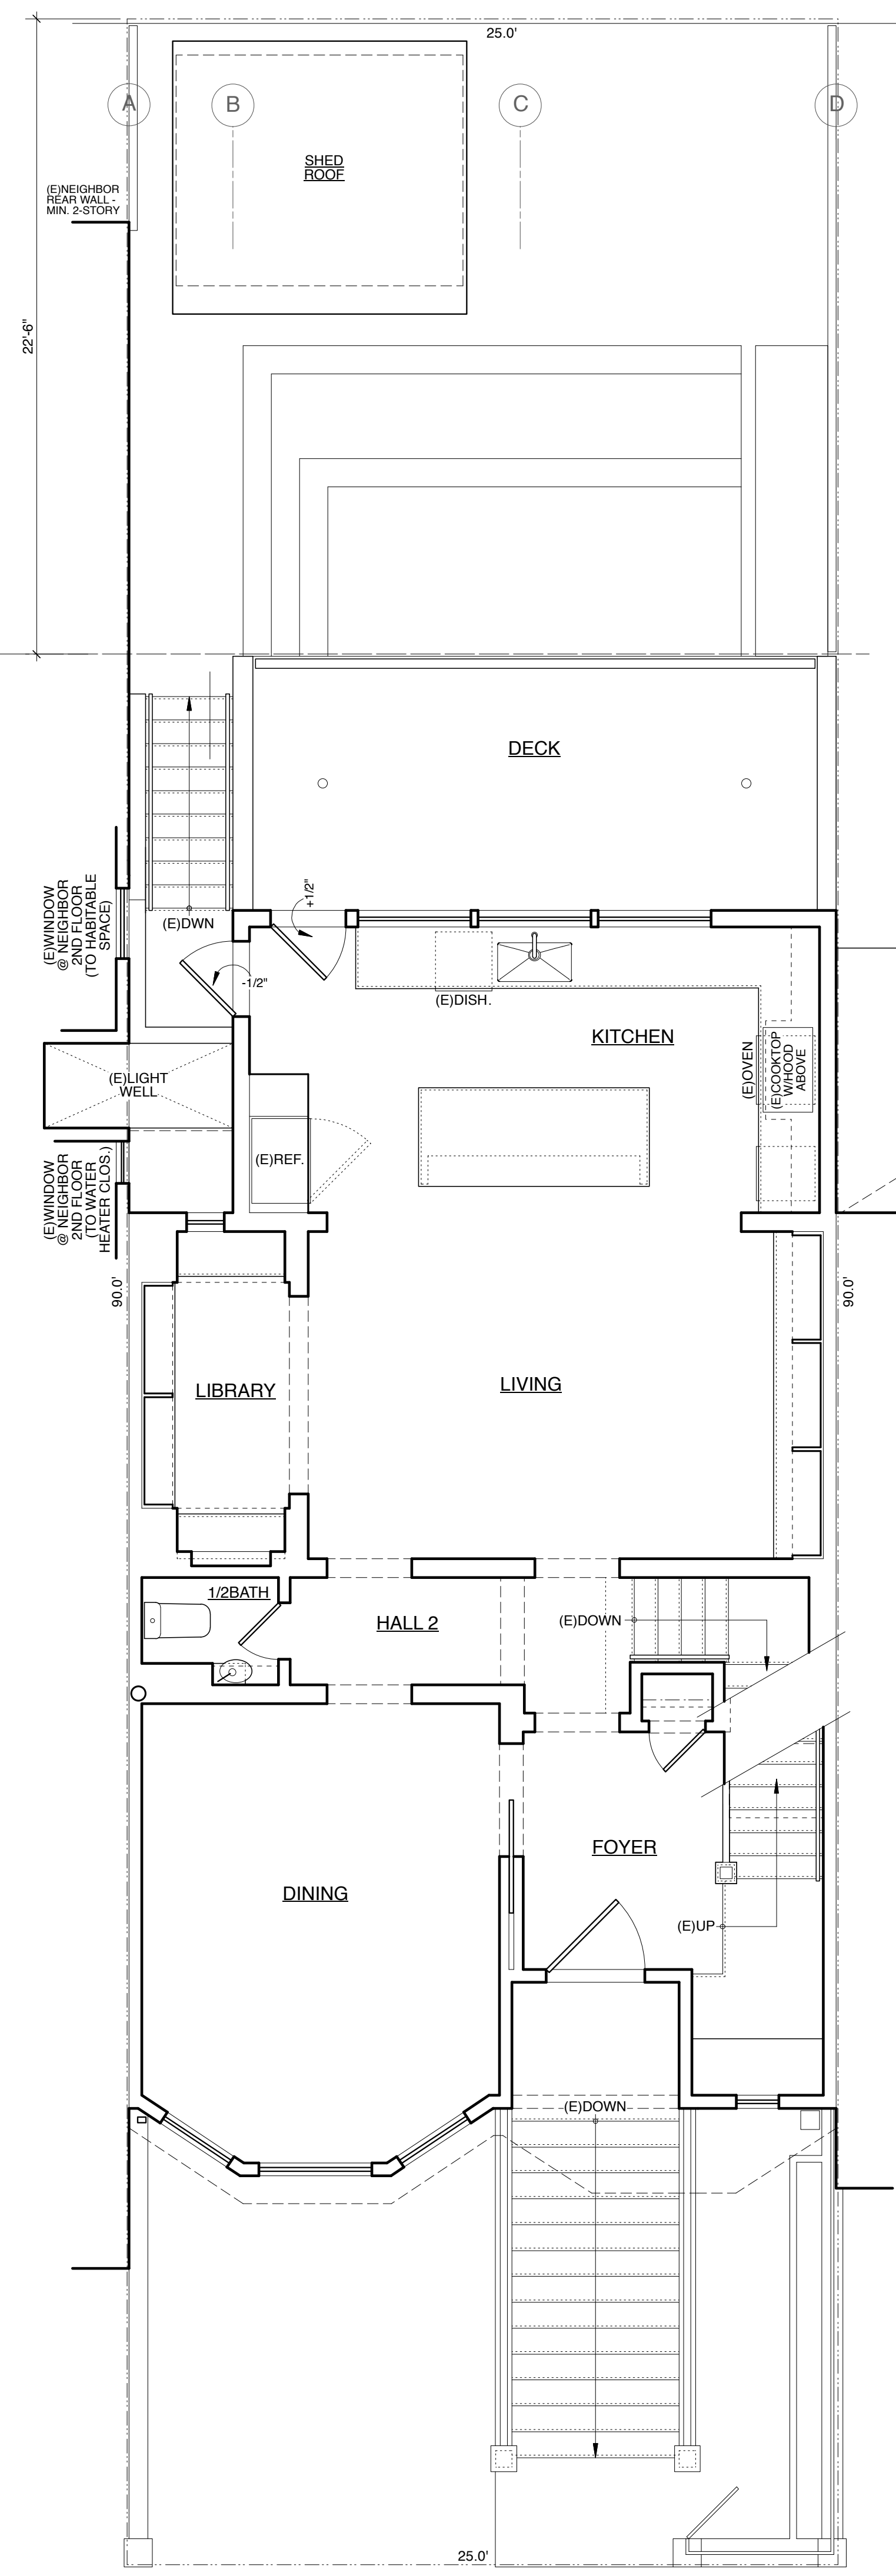 25.0'
A
B
C
D
SHED
ROOF
(E)NEIGHBOR
REAR WALL -
MIN. 2-STORY
22'-6"
DECK
(E)WINDOW
@ NEIGHBOR
2ND FLOOR
(TO HABITABLE
SPACE)
(E)DWN
+1/2"
-1/2"
(E)DISH.
KITCHEN
(E)OVEN
(E)COOKTOP
W/HOOD
ABOVE
(E)LIGHT
WELL
(E)REF.
(E)WINDOW
@ NEIGHBOR
2ND FLOOR
(TO WATER
HEATER CLOS.)
90.0'
90.0'
LIBRARY
LIVING
1/2BATH
HALL 2
(E)DOWN
FOYER
DINING
(E)UP
(E)DOWN
25.0'